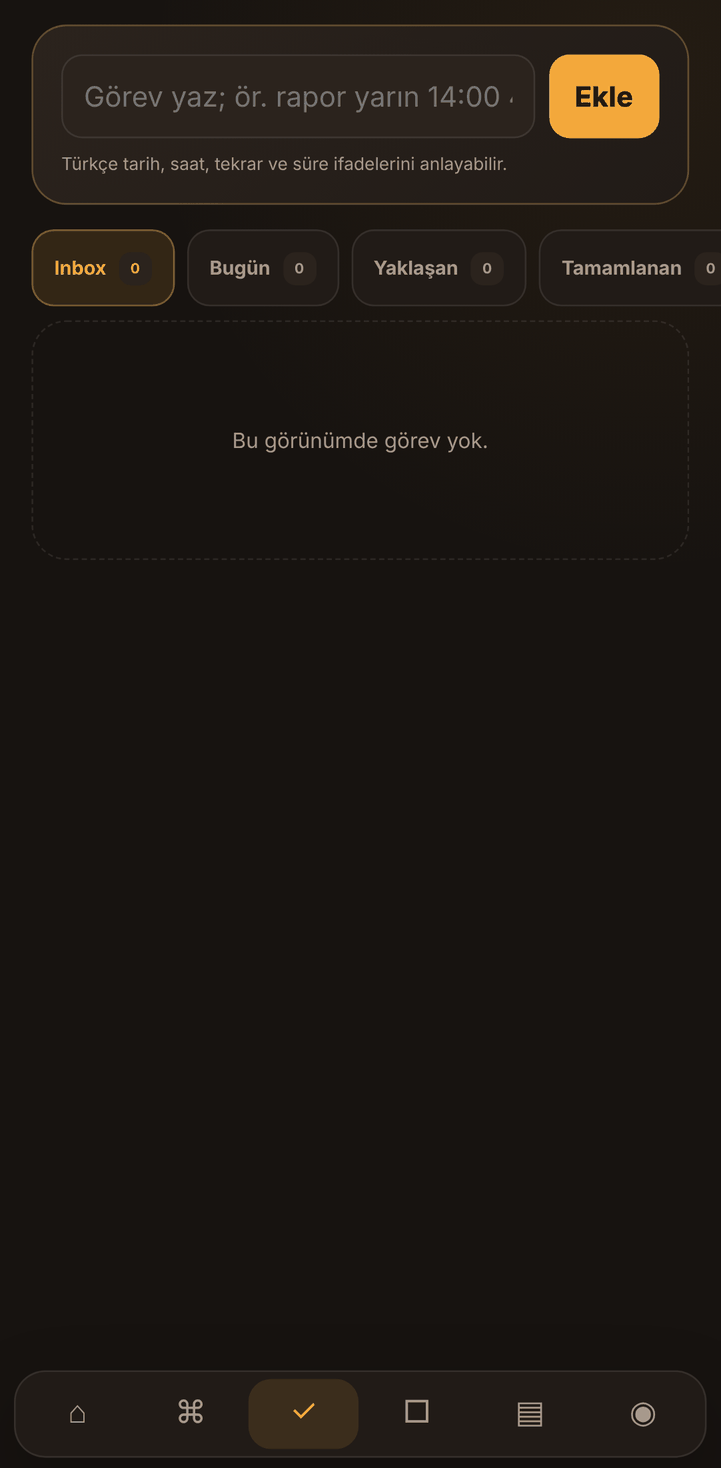 Görev yaz; ör. rapor yarın 14:00
Ekle
Türkçe tarih, saat, tekrar ve süre ifadelerini anlayabilir.
Inbox 0 Bugün 0 Yaklaşan 0 Tamamlanan 0
Bu görünümde görev yok.